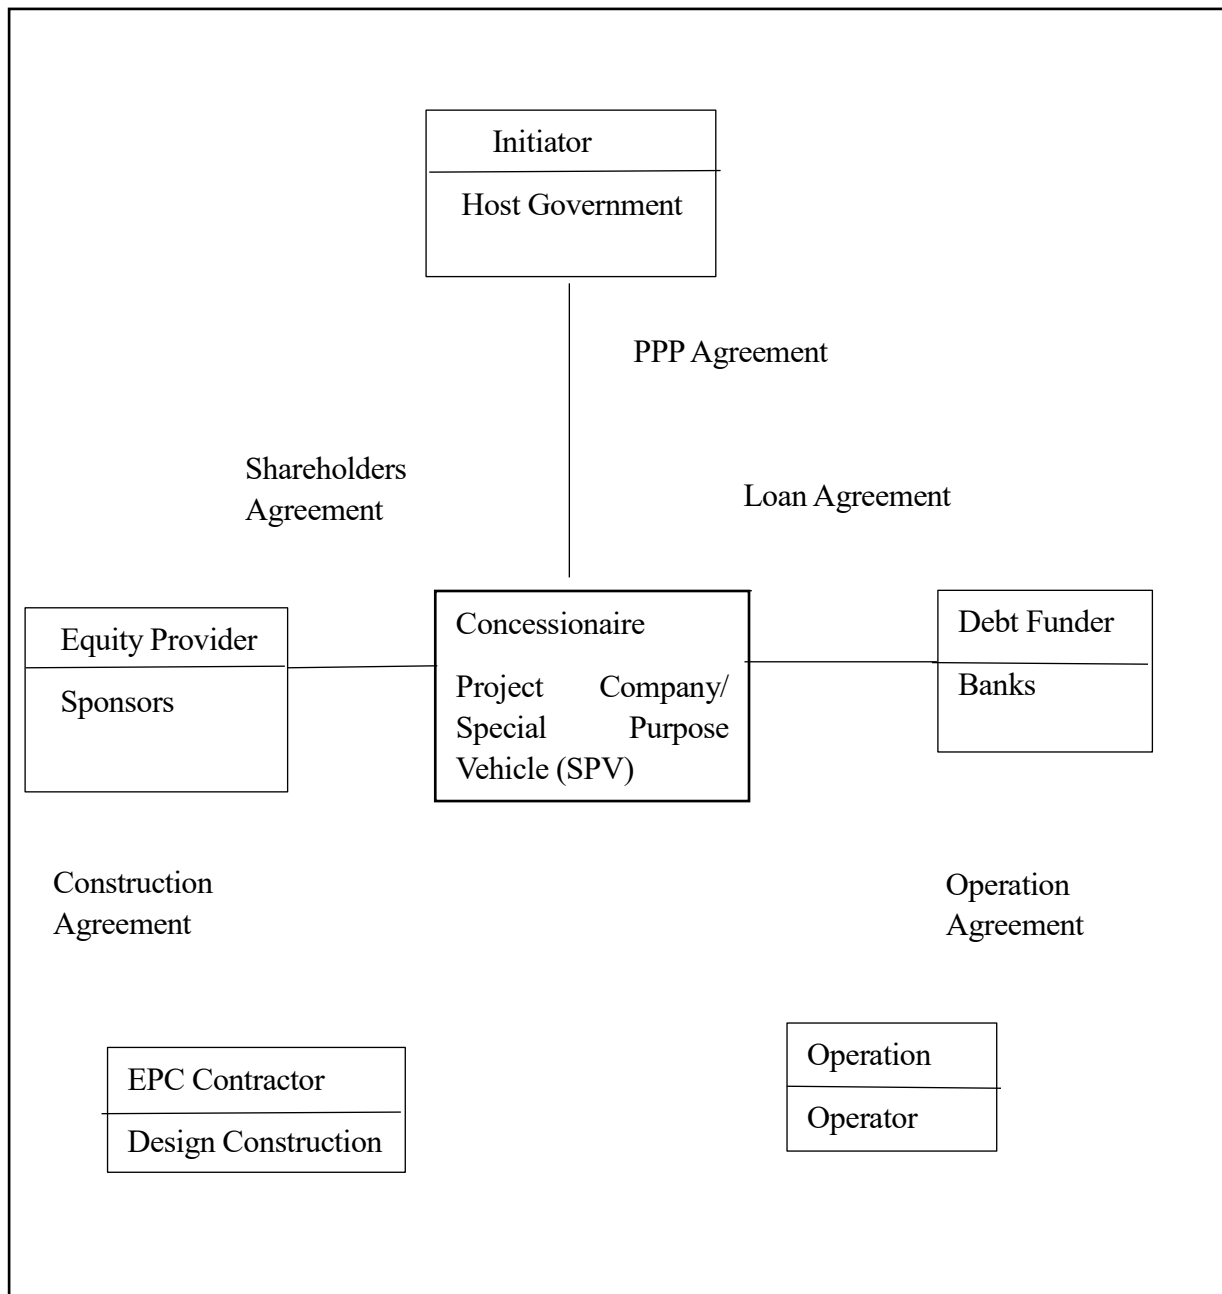 Initiator
Host Government
PPP Agreement
Shareholders
Agreement
Loan Agreement
Equity Provider
Sponsors
Concessionaire
Project Company/
Special Purpose
Vehicle (SPV)
Debt Funder
Banks
Construction
Agreement
Operation
Agreement
EPC Contractor
Design Construction
Operation
Operator